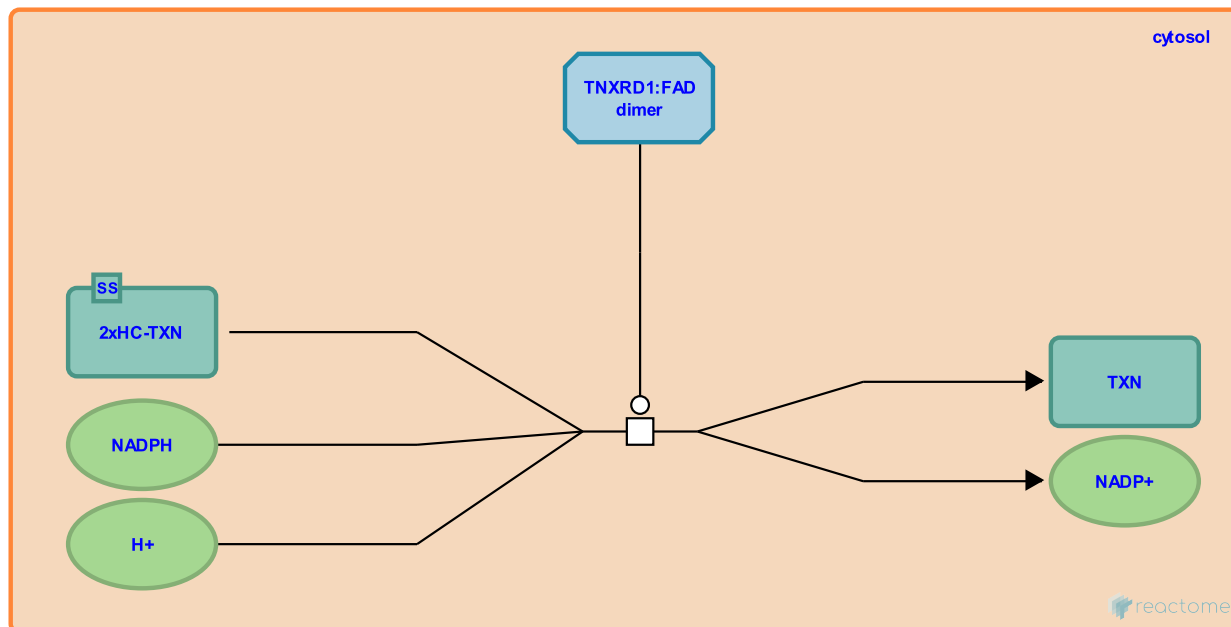 cytosol
TNXRD1:FAD
dimer
SS
2xHC-TXN
NADPH
H+
TXN
NADP+
reactome